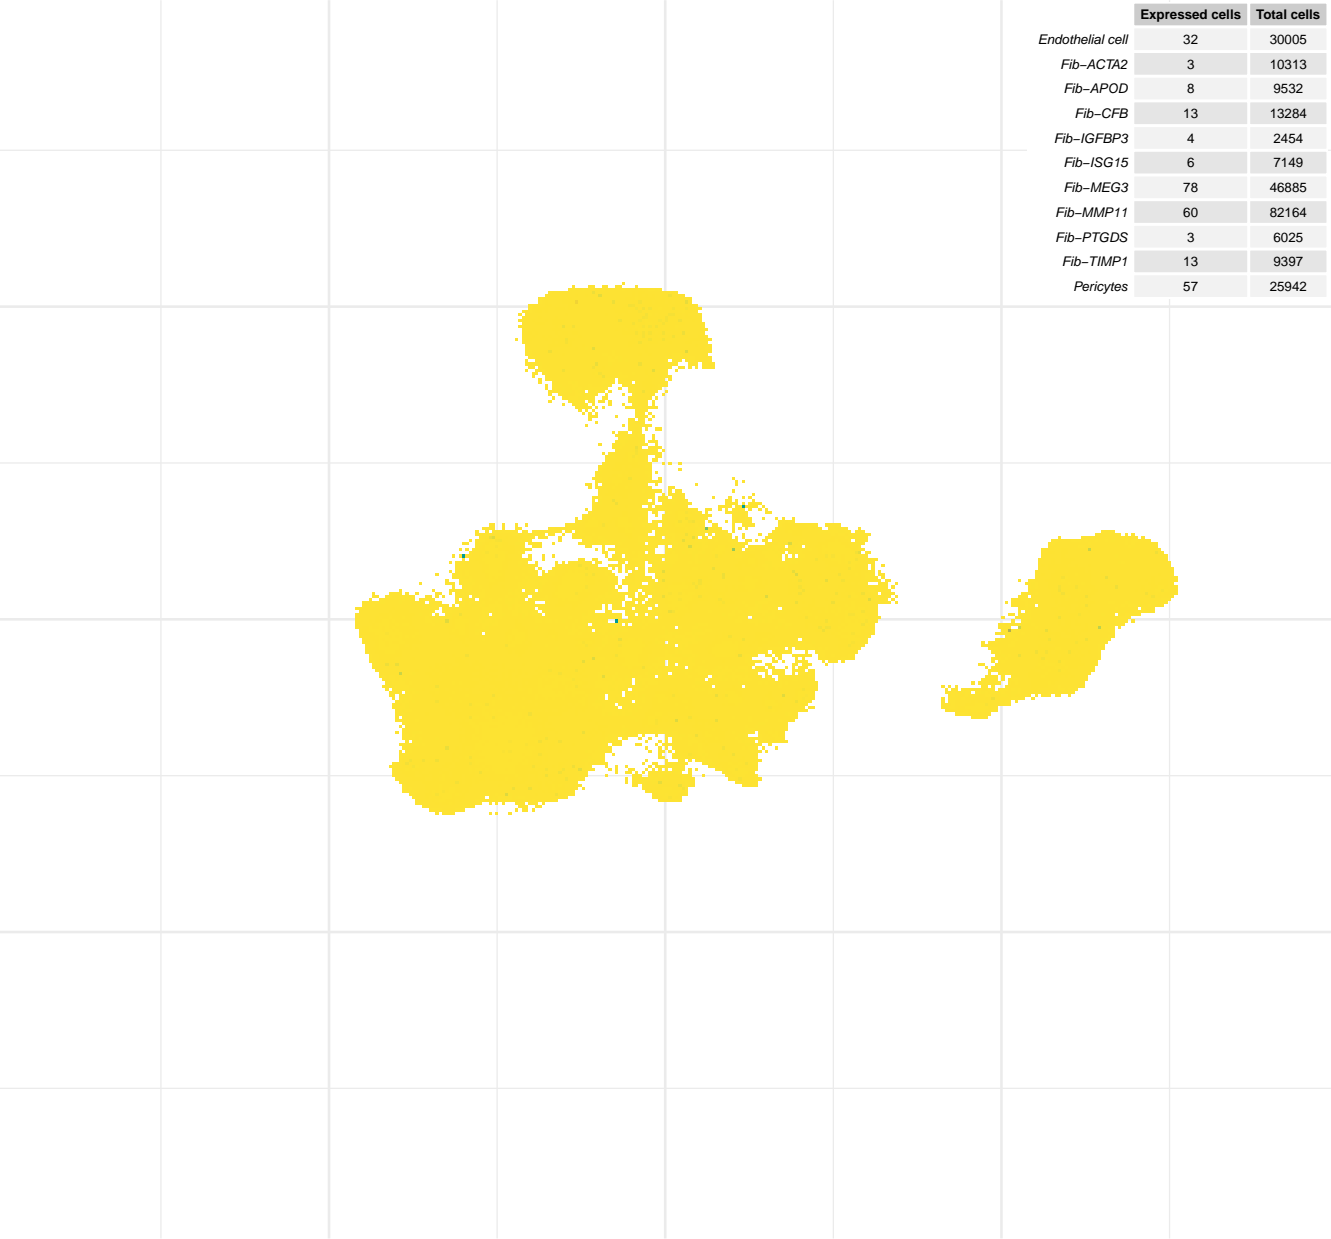 Expressed cells Total cells
Endothelial cell 32 30005
Fib−ACTA2 3 10313
Fib−APOD 8 9532
Fib−CFB 13 13284
Fib−IGFBP3 4 2454
Fib−ISG15 6 7149
Fib−MEG3 78 46885
Fib−MMP11 60 82164
Fib−PTGDS 3 6025
Fib−TIMP1 13 9397
Pericytes 57 25942